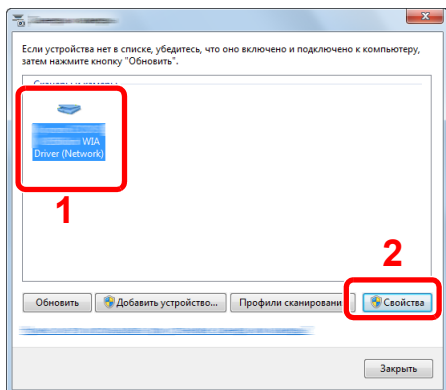 Если устройства нет в списке, убедитесь, что оно включено и подключено к компьютеру,
затем нажмите кнопку "Обновить".
WIA
Driver (Network)
1
2
Обновить
Добавить устройство...
Профили сканирования
Свойства
Закрыть